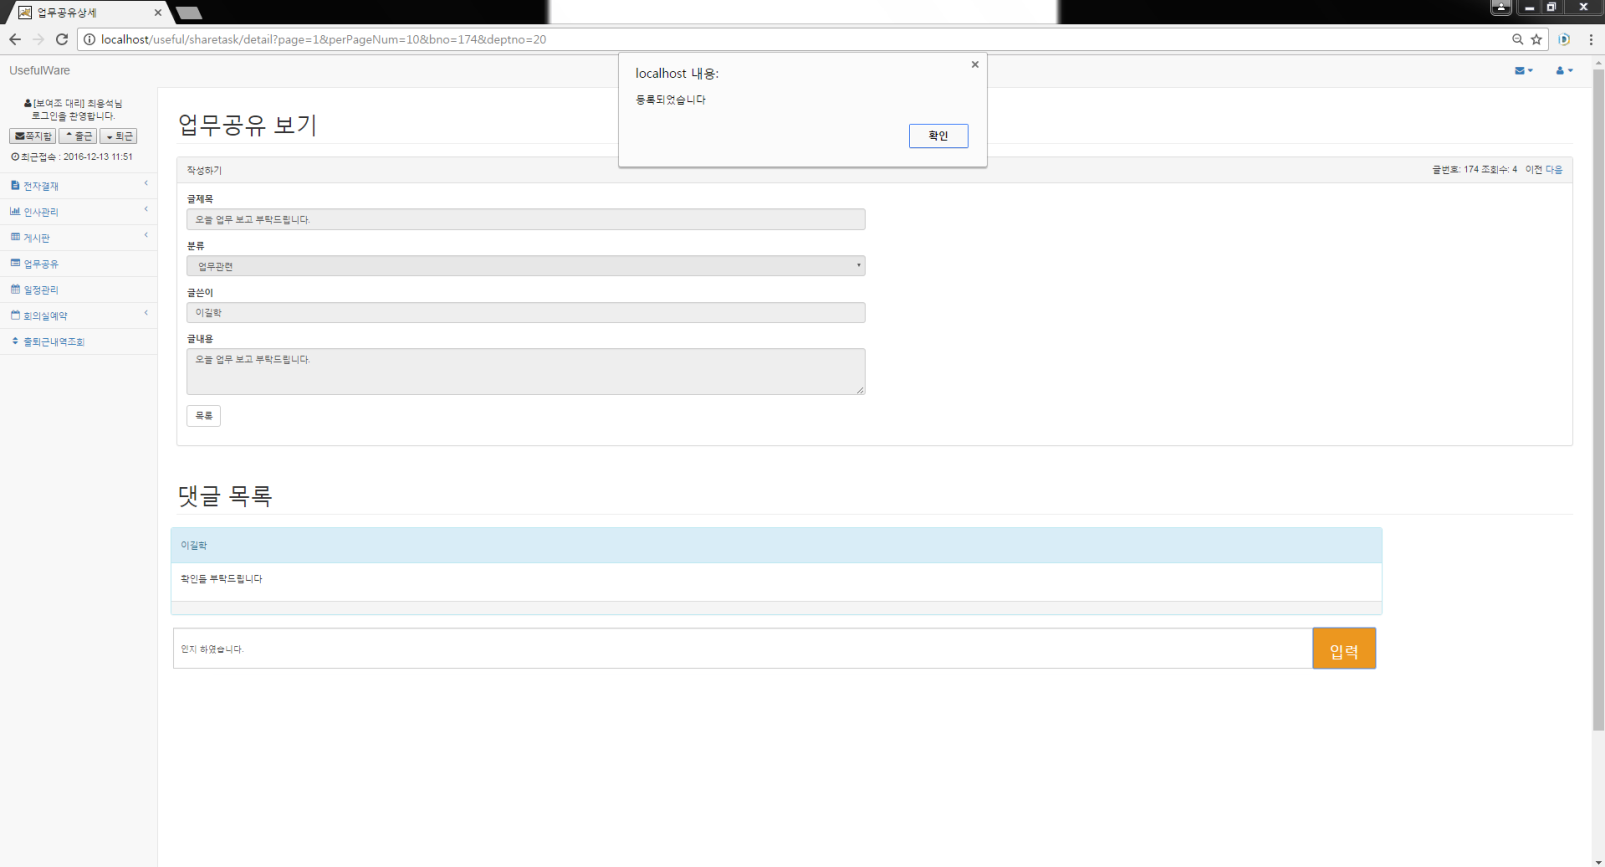 업무공유상세
localhost/useful/sharetask/detail?page=1&perPageNum=10&bno=174&deptno=20
UsefulWare
localhost 내용:
등록되었습니다
확인
[보여조 대리] 최용석님
로그인을 환영합니다.
쪽지함 출근 퇴근
최근접속 : 2016-12-13 11:51
전자결재
인사관리
게시판
업무공유
일정관리
회의실예약
출퇴근내역조회
업무공유 보기
작성하기
글번호: 174 조회수: 4 이전 다음
글제목
오늘 업무 보고 부탁드립니다.
분류
업무관련
글쓴이
이길학
글내용
오늘 업무 보고 부탁드립니다.
목록
댓글 목록
이길학
확인들 부탁드립니다
인지 하였습니다.
입력